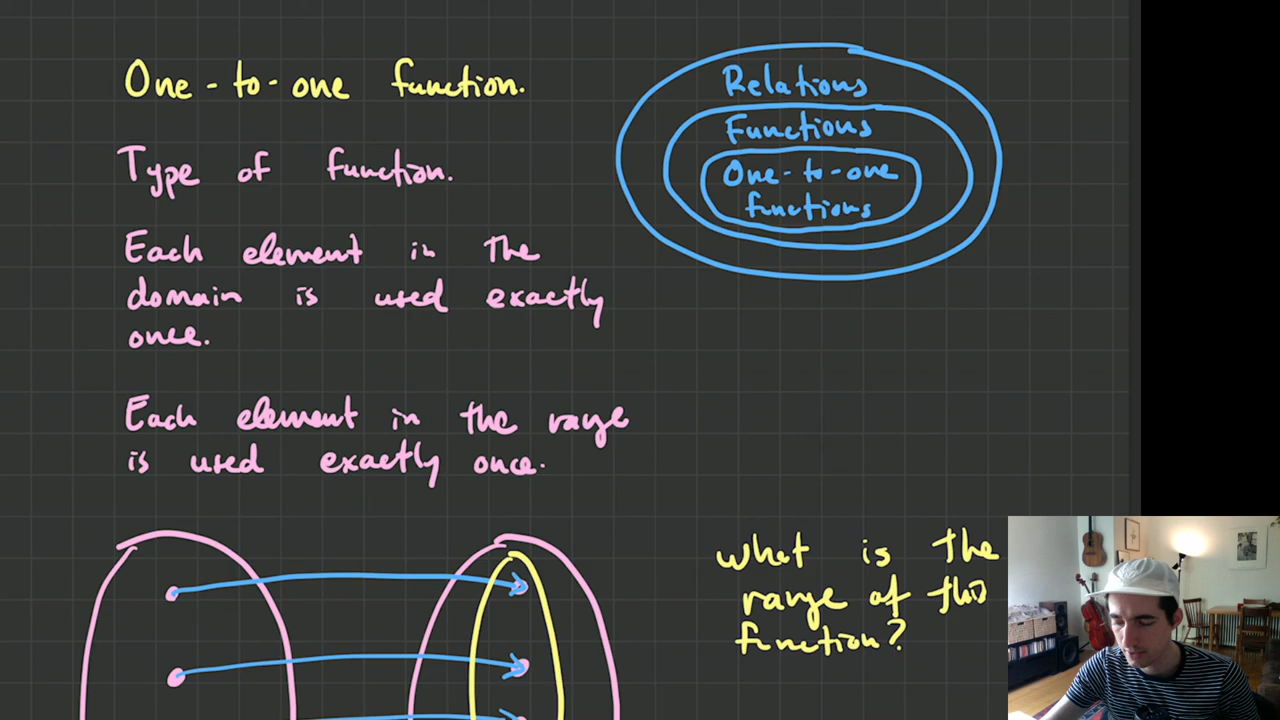 One-to-one function.
Type of function.
Each element in the
domain is used exactly
once.
Each element in the range
is used exactly once.
Relations
Functions
One-to-one
functions
What is the
range of this
function?